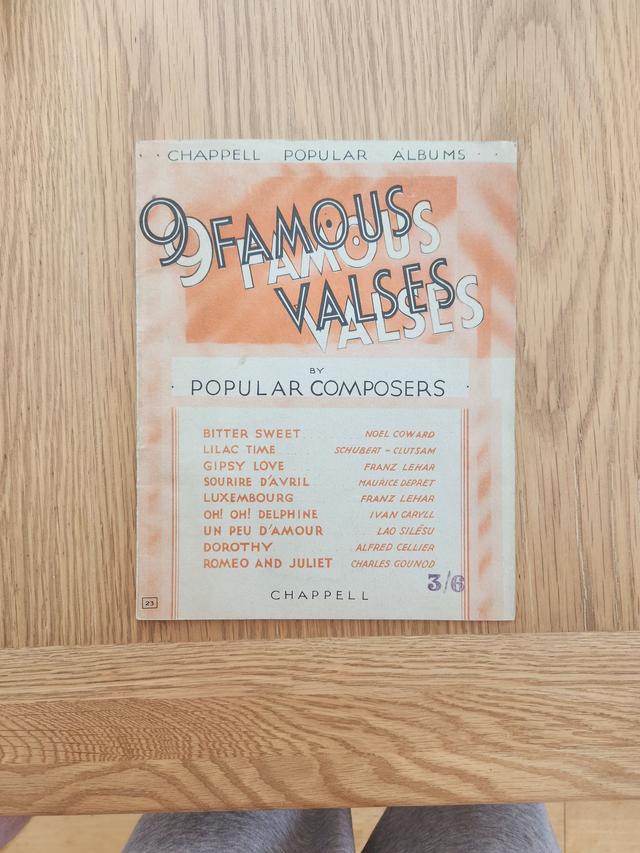 · · CHAPPELL POPULAR ALBUMS · ·
9 FAMOUS
VALSES
BY
· POPULAR COMPOSERS ·
BITTER SWEET NOEL COWARD
LILAC TIME SCHUBERT - CLUTSAM
GIPSY LOVE FRANZ LEHAR
SOURIRE D'AVRIL MAURICE DEPRET
LUXEMBOURG FRANZ LEHAR
OH! OH! DELPHINE IVAN CARYLL
UN PEU D'AMOUR LAO SILÉSU
DOROTHY ALFRED CELLIER
ROMEO AND JULIET CHARLES GOUNOD
3/6
CHAPPELL
23